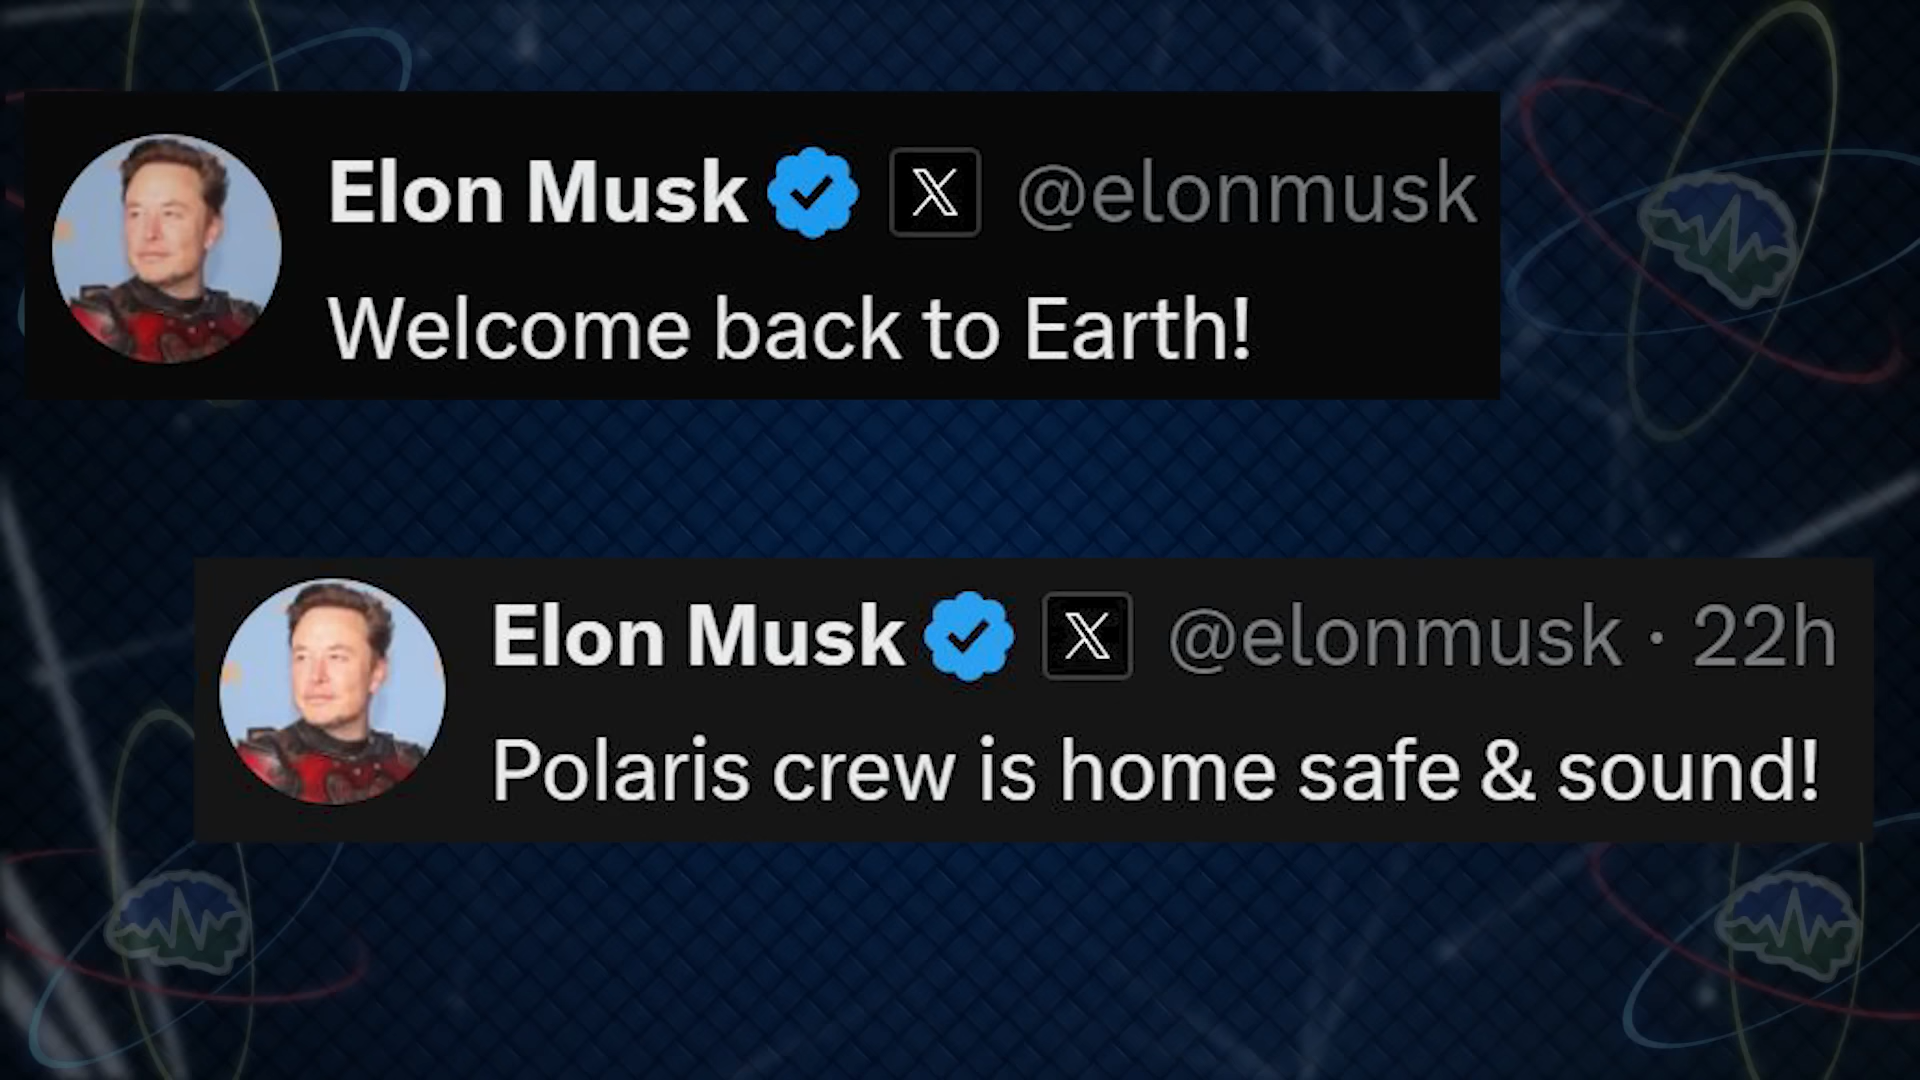 Elon Musk X @elonmusk
Welcome back to Earth!
Elon Musk X @elonmusk · 22h
Polaris crew is home safe & sound!